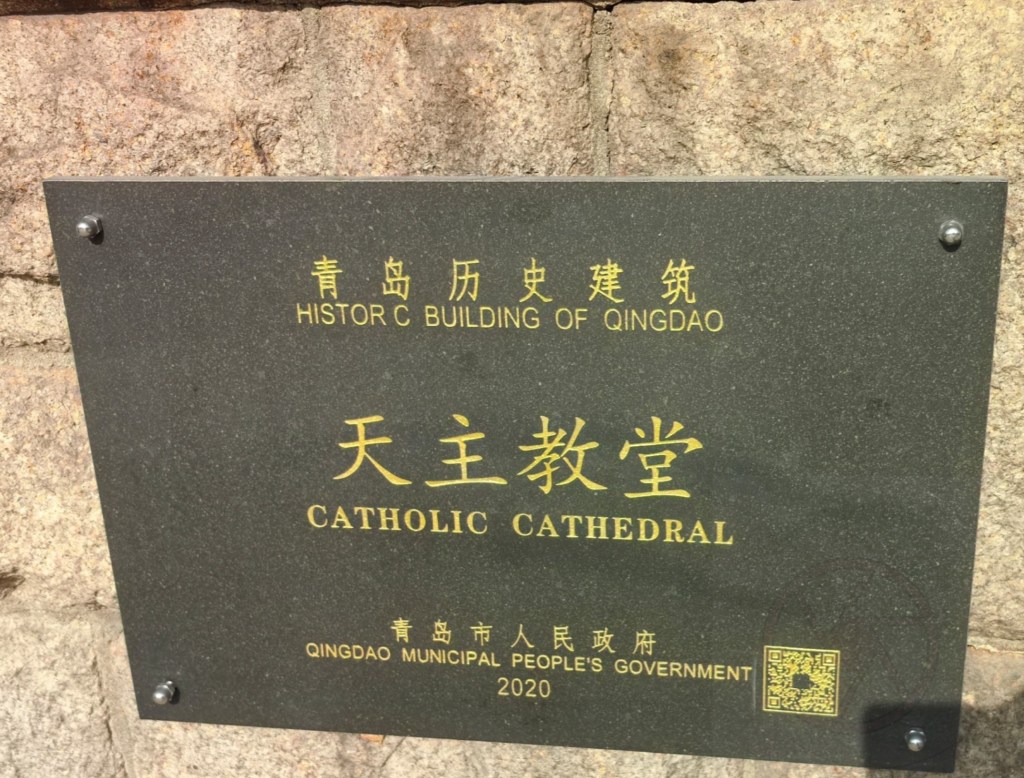 青岛历史建筑
HISTOR C BUILDING OF QINGDAO
天主教堂
CATHOLIC CATHEDRAL
青岛市人民政府
QINGDAO MUNICIPAL PEOPLE'S GOVERNMENT
2020